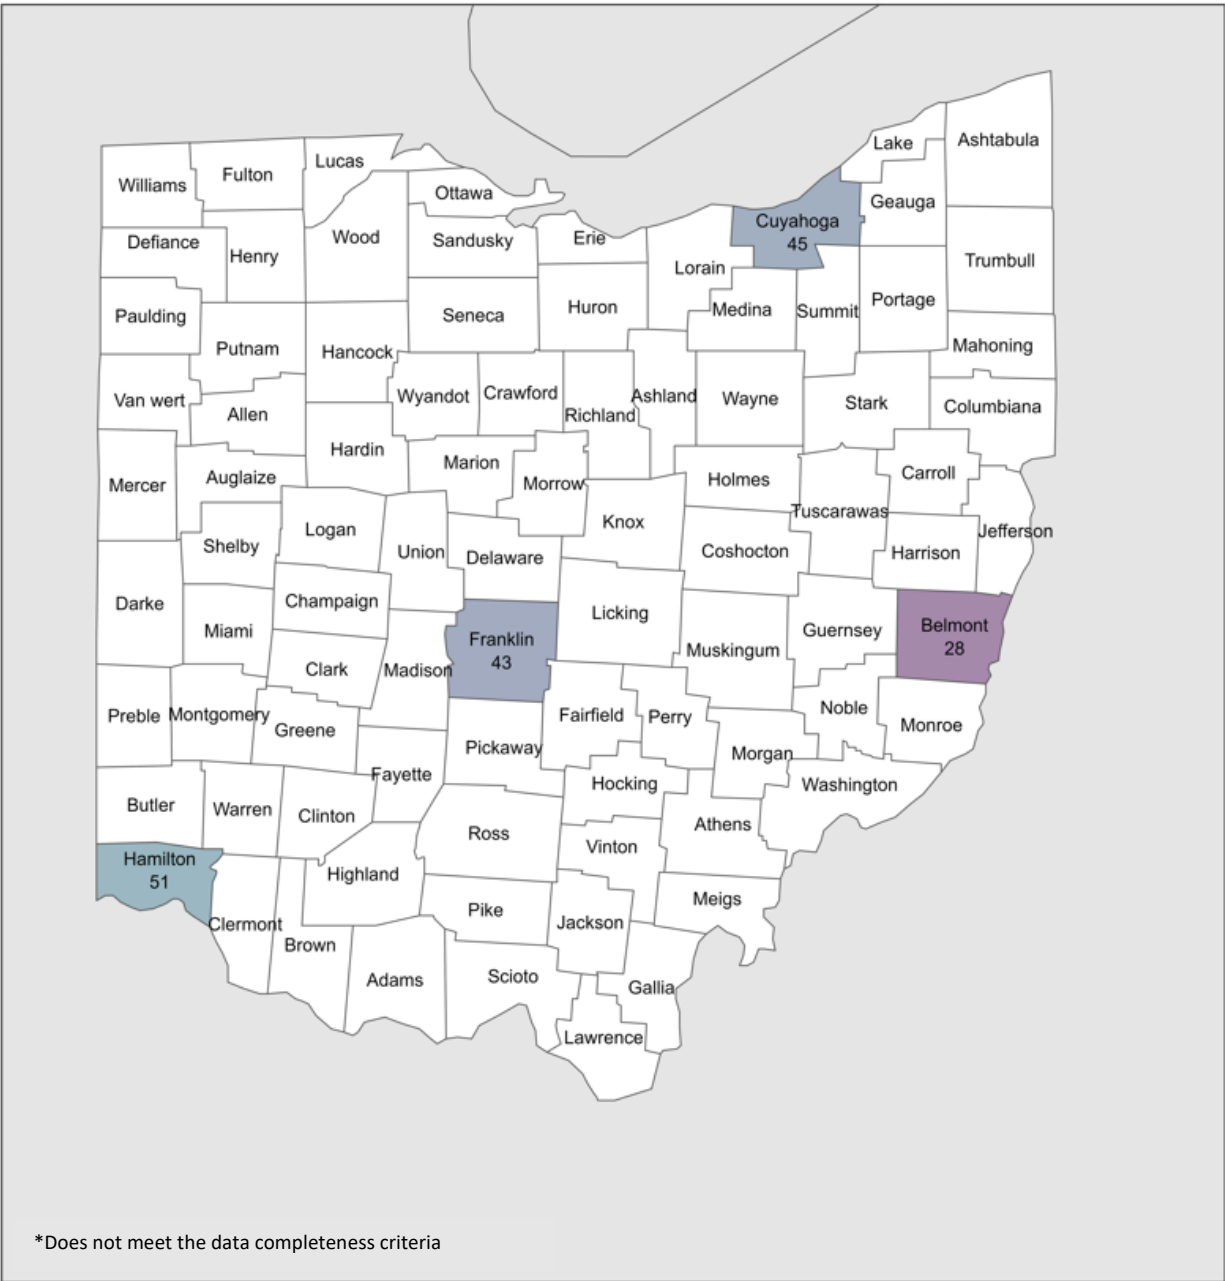 Lake
Ashtabula
Lucas
Fulton
Williams
Ottawa
Geauga
Cuyahoga
45
Wood
Erie
Sandusky
Defiance
Henry
Trumbull
Lorain
Portage
Huron
Medina
Summit
Seneca
Paulding
Mahoning
Putnam
Hancock
Wyandot
Crawford
Ashland
Wayne
Van wert
Stark
Columbiana
Allen
Richland
Hardin
Marion
Carroll
Auglaize
Holmes
Mercer
Morrow
Tuscarawas
Knox
Logan
Jefferson
Shelby
Union
Coshocton
Harrison
Delaware
Champaign
Darke
Licking
Belmont
28
Miami
Guernsey
Franklin
43
Muskingum
Clark
Madison
Noble
Preble
Montgomery
Fairfield
Perry
Monroe
Greene
Pickaway
Morgan
Fayette
Hocking
Washington
Butler
Warren
Clinton
Athens
Ross
Vinton
Hamilton
51
Highland
Meigs
Pike
Jackson
Clermont
Brown
Scioto
Adams
Gallia
Lawrence
*Does not meet the data completeness criteria